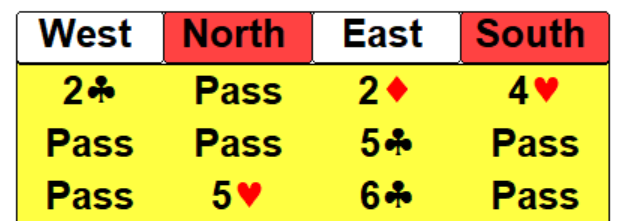 West North East South
2♣ Pass 2♦ 4♥
Pass Pass 5♣ Pass
Pass 5♥ 6♣ Pass